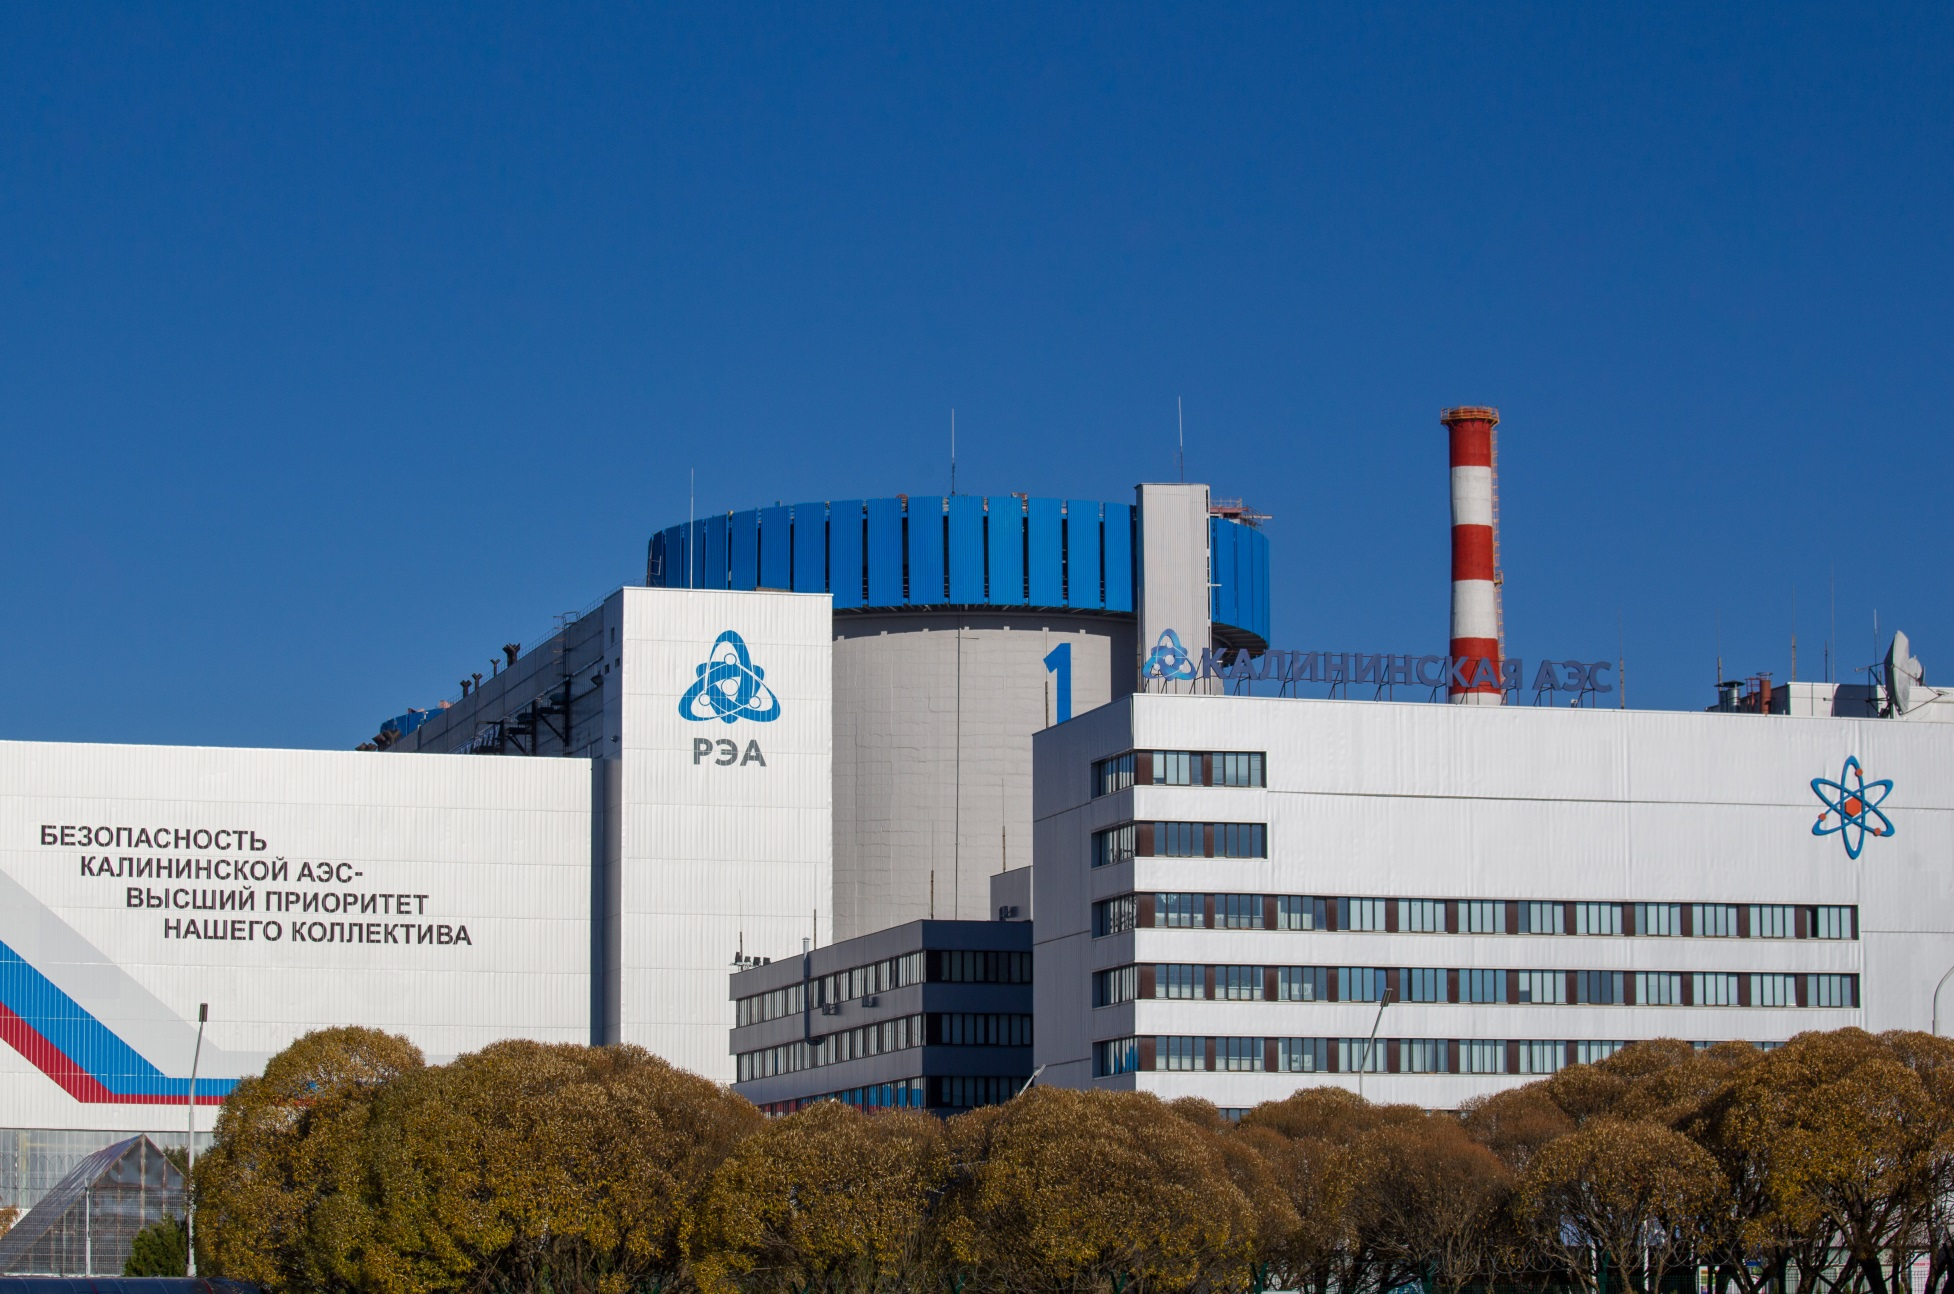 БЕЗОПАСНОСТЬ
КАЛИНИНСКОЙ АЭС-
ВЫСШИЙ ПРИОРИТЕТ
НАШЕГО КОЛЛЕКТИВА
РЭА
1
КАЛИНИНСКАЯ АЭС